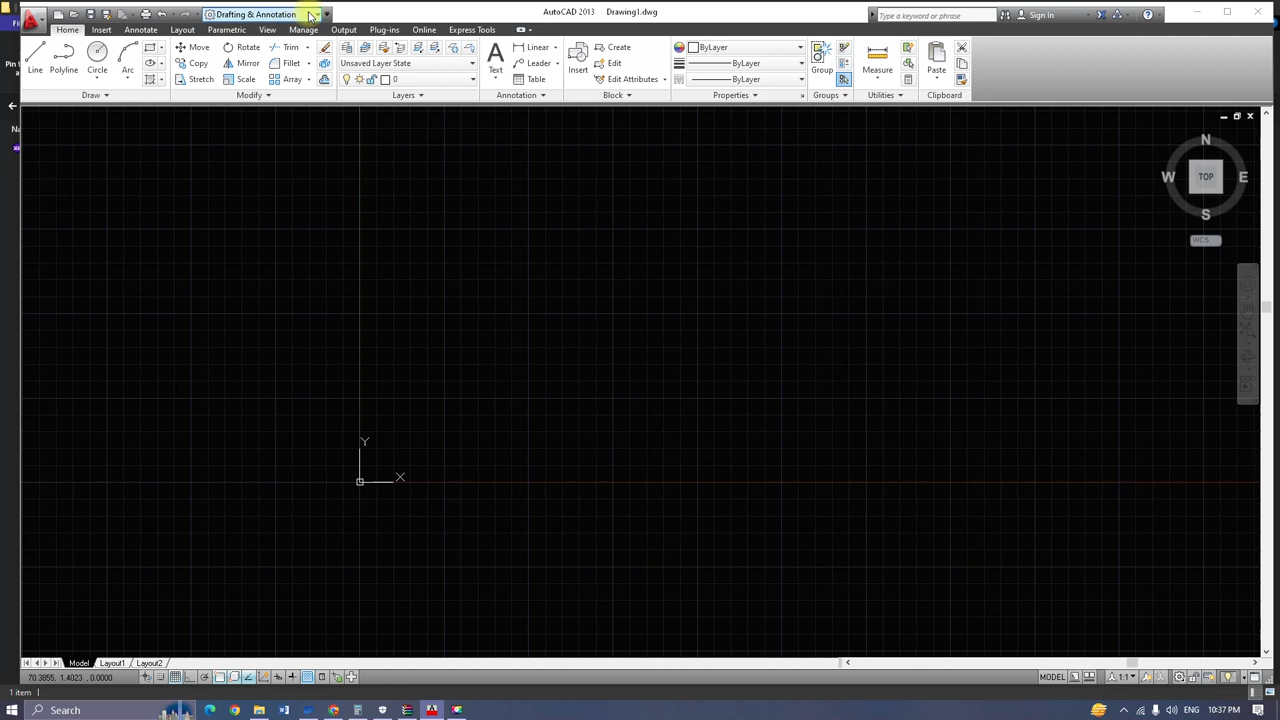 Drafting & Annotation
AutoCAD 2013 Drawing1.dwg
Type a keyword or phrase
Sign In
Home Insert Annotate Layout Parametric View Manage Output Plug-ins Online Express Tools
Move Rotate Trim
Copy Mirror Fillet
Stretch Scale Array
Line Polyline Circle Arc
Unsaved Layer State
0
Text
Linear
Leader
Table
Insert
Create
Edit
Edit Attributes
ByLayer
ByLayer
ByLayer
Group
Measure
Paste
Draw Modify Layers Annotation Block Properties Groups Utilities Clipboard
N
W TOP E
S
WCS
Y
X
Model Layout1 Layout2
70.3855, 1.4023 , 0.0000
MODEL
1:1
1 item
Search
ENG 10:37 PM